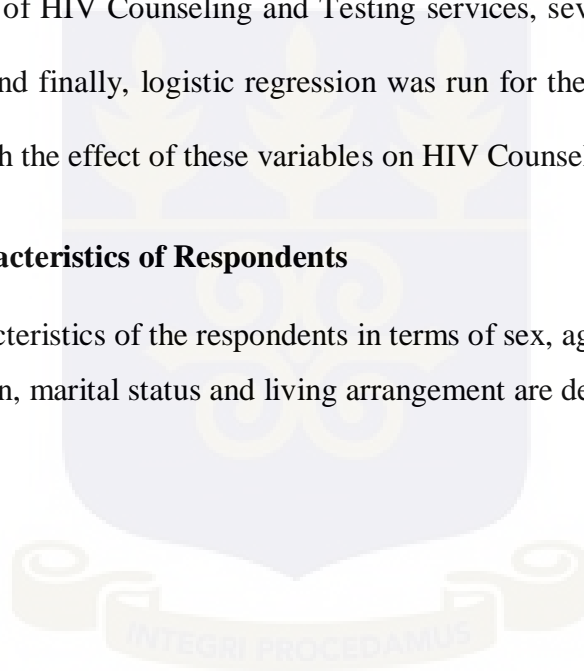 of HIV Counseling and Testing services, sev
nd finally, logistic regression was run for the
h the effect of these variables on HIV Counsel
acteristics of Respondents
cteristics of the respondents in terms of sex, ag
n, marital status and living arrangement are de
INTEGRI PROCEDAMUS